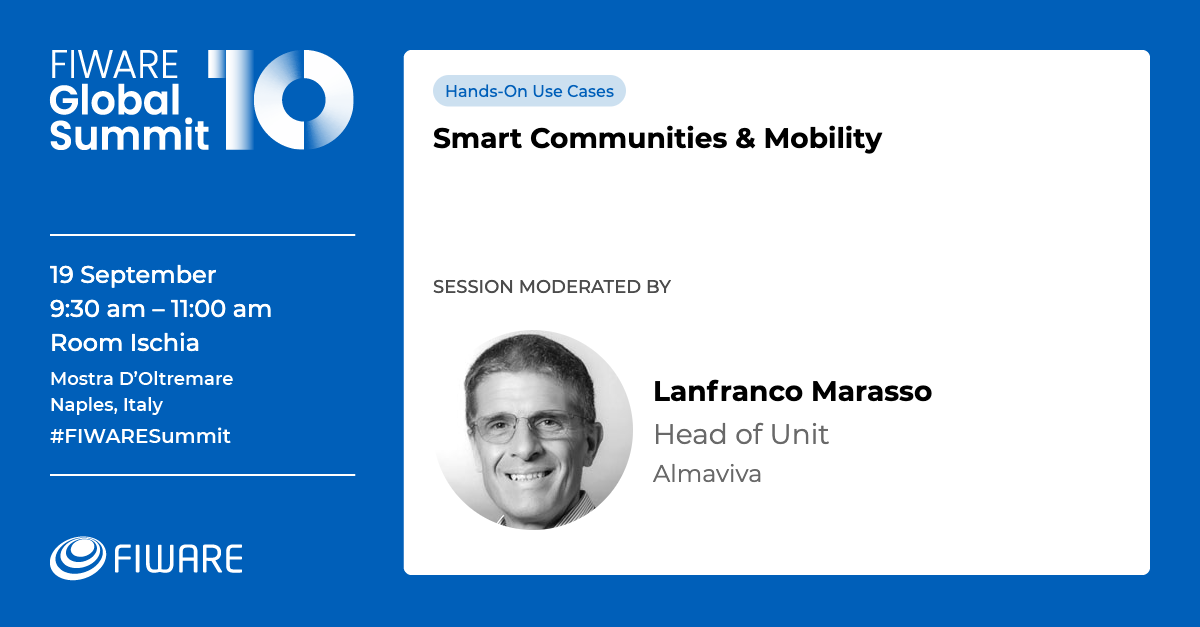 FIWARE
Global
Summit
10
19 September
9:30 am – 11:00 am
Room Ischia
Mostra D’Oltremare
Naples, Italy
#FIWARESummit
FIWARE
Hands-On Use Cases
Smart Communities & Mobility
SESSION MODERATED BY
Lanfranco Marasso
Head of Unit
Almaviva